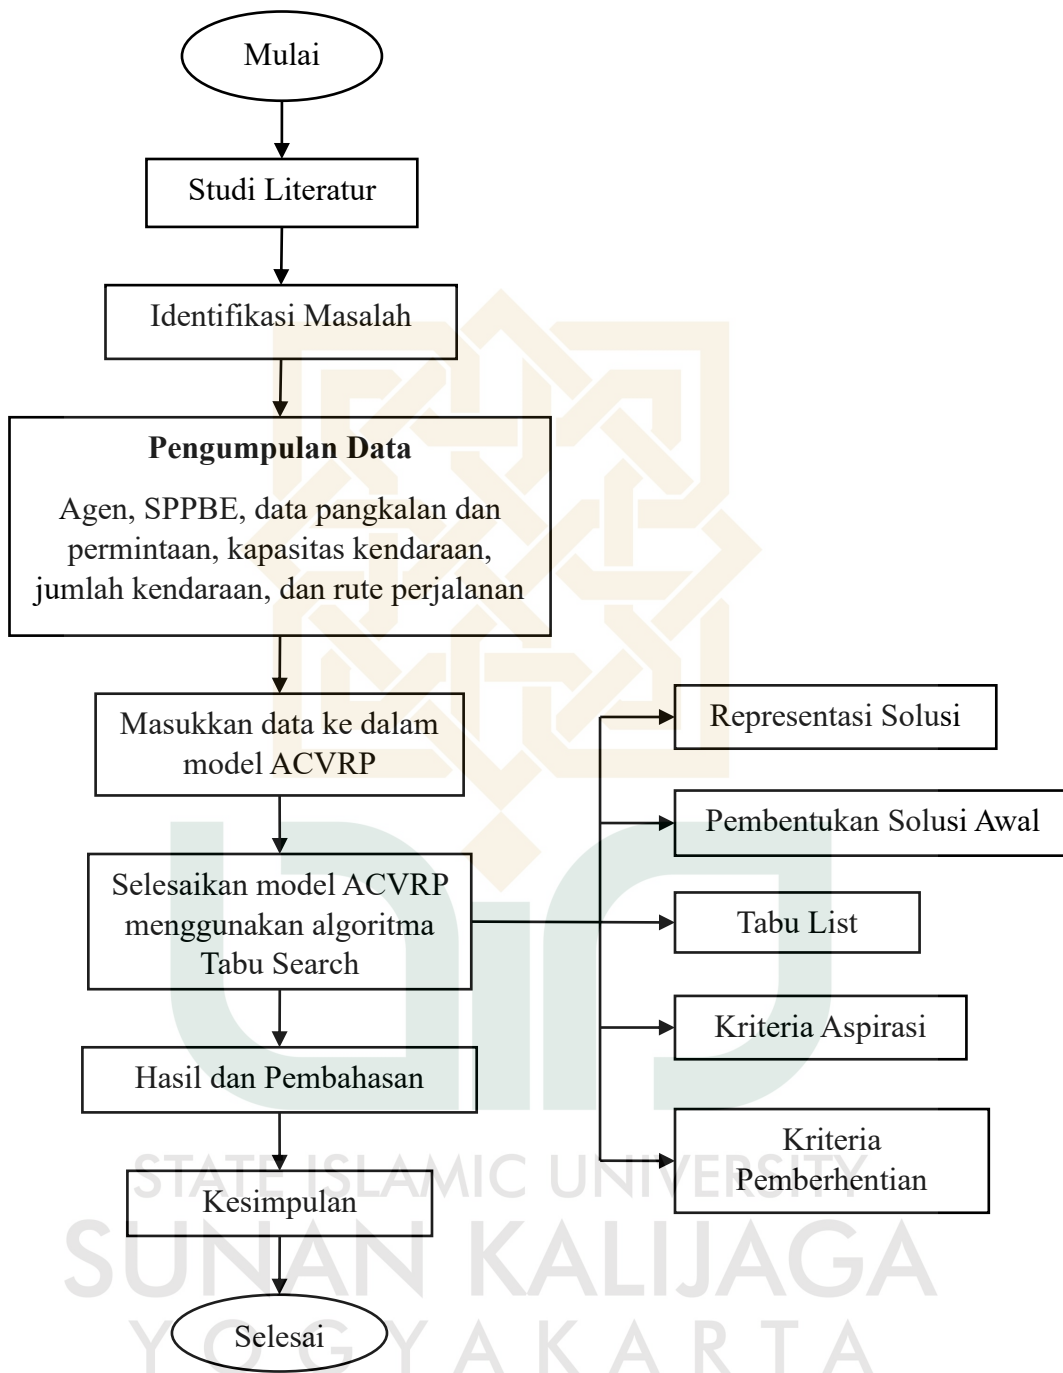 Mulai
Studi Literatur
Identifikasi Masalah
Pengumpulan Data
Agen, SPPBE, data pangkalan dan
permintaan, kapasitas kendaraan,
jumlah kendaraan, dan rute perjalanan
Masukkan data ke dalam
model ACVRP
Selesaikan model ACVRP
menggunakan algoritma
Tabu Search
Representasi Solusi
Pembentukan Solusi Awal
Tabu List
Kriteria Aspirasi
Kriteria
Pemberhentian
Hasil dan Pembahasan
Kesimpulan
Selesai
STATE ISLAMIC UNIVERSITY
SUNAN KALIJAGA
YOGYAKARTA